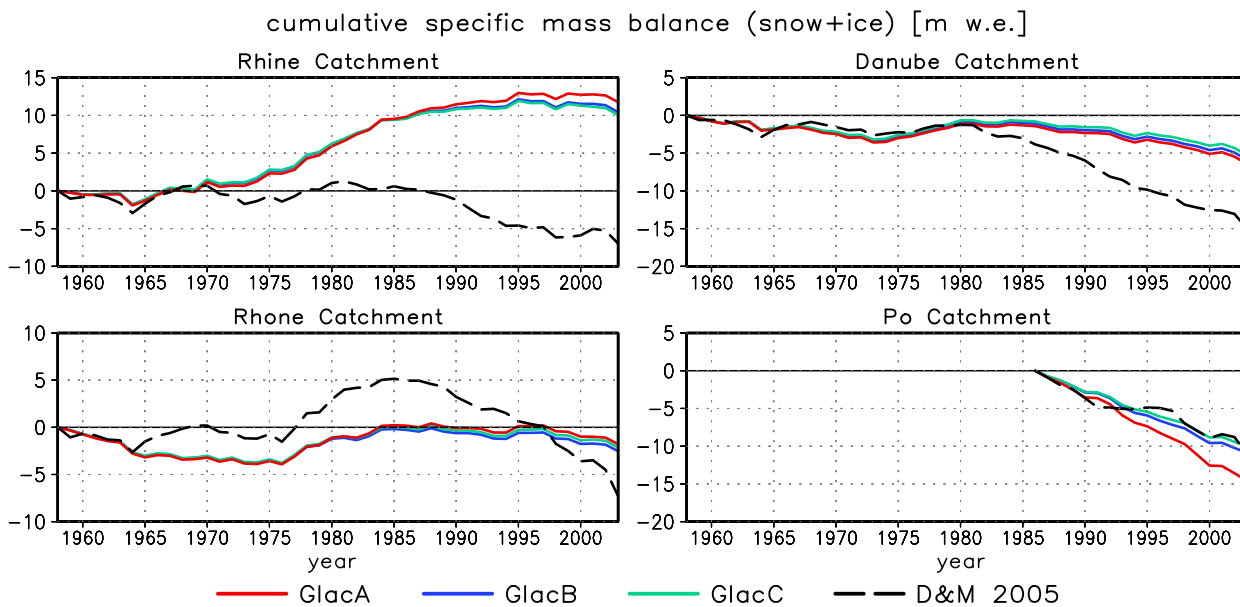 cumulative specific mass balance (snow+ice) [m w.e.]
Rhine Catchment
15
10
5
0
−5
−10
1960 1965 1970 1975 1980 1985 1990 1995 2000
Danube Catchment
5
0
−5
−10
−15
−20
1960 1965 1970 1975 1980 1985 1990 1995 2000
Rhone Catchment
10
5
0
−5
−10
1960 1965 1970 1975 1980 1985 1990 1995 2000
year
Po Catchment
5
0
−5
−10
−15
−20
1960 1965 1970 1975 1980 1985 1990 1995 2000
year
GlacA GlacB GlacC D&M 2005